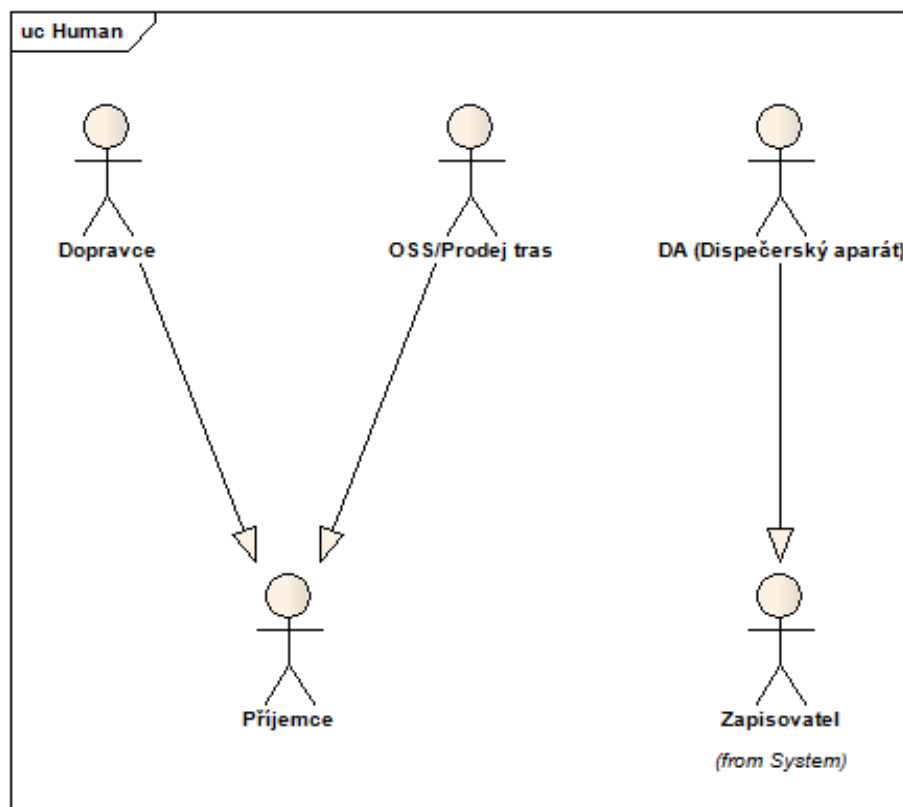 uc Human
Dopravce
OSS/Prodej tras
DA (Dispečerský aparát)
Příjemce
Zapisovatel
(from System)